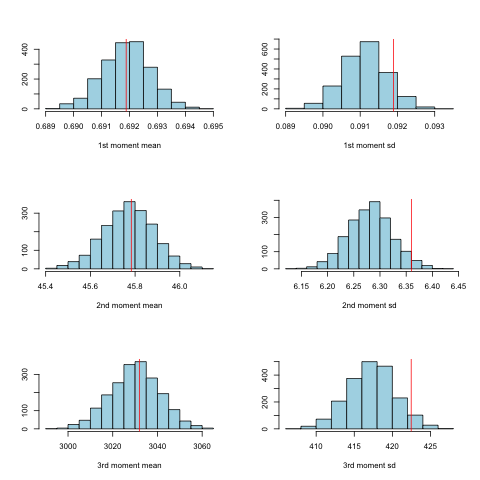 0 200 400
0.689 0.690 0.691 0.692 0.693 0.694 0.695
1st moment mean
0 200 400 600
0.089 0.090 0.091 0.092 0.093
1st moment sd
0 100 300
45.4 45.6 45.8 46.0
2nd moment mean
0 100 300
6.15 6.20 6.25 6.30 6.35 6.40 6.45
2nd moment sd
0 100 300
3000 3020 3040 3060
3rd moment mean
0 200 400
410 415 420 425
3rd moment sd